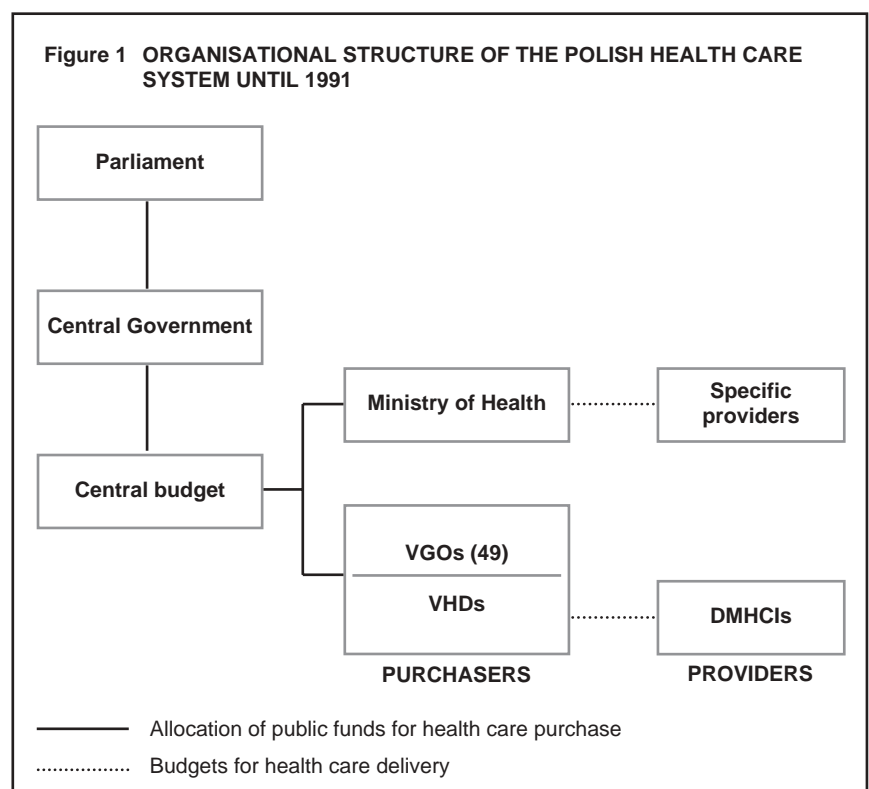 Figure 1 ORGANISATIONAL STRUCTURE OF THE POLISH HEALTH CARE
SYSTEM UNTIL 1991
Parliament
Central Government
Central budget
Ministry of Health
Specific
providers
VGOs (49)
VHDs
DMHCIs
PURCHASERS
PROVIDERS
Allocation of public funds for health care purchase
Budgets for health care delivery